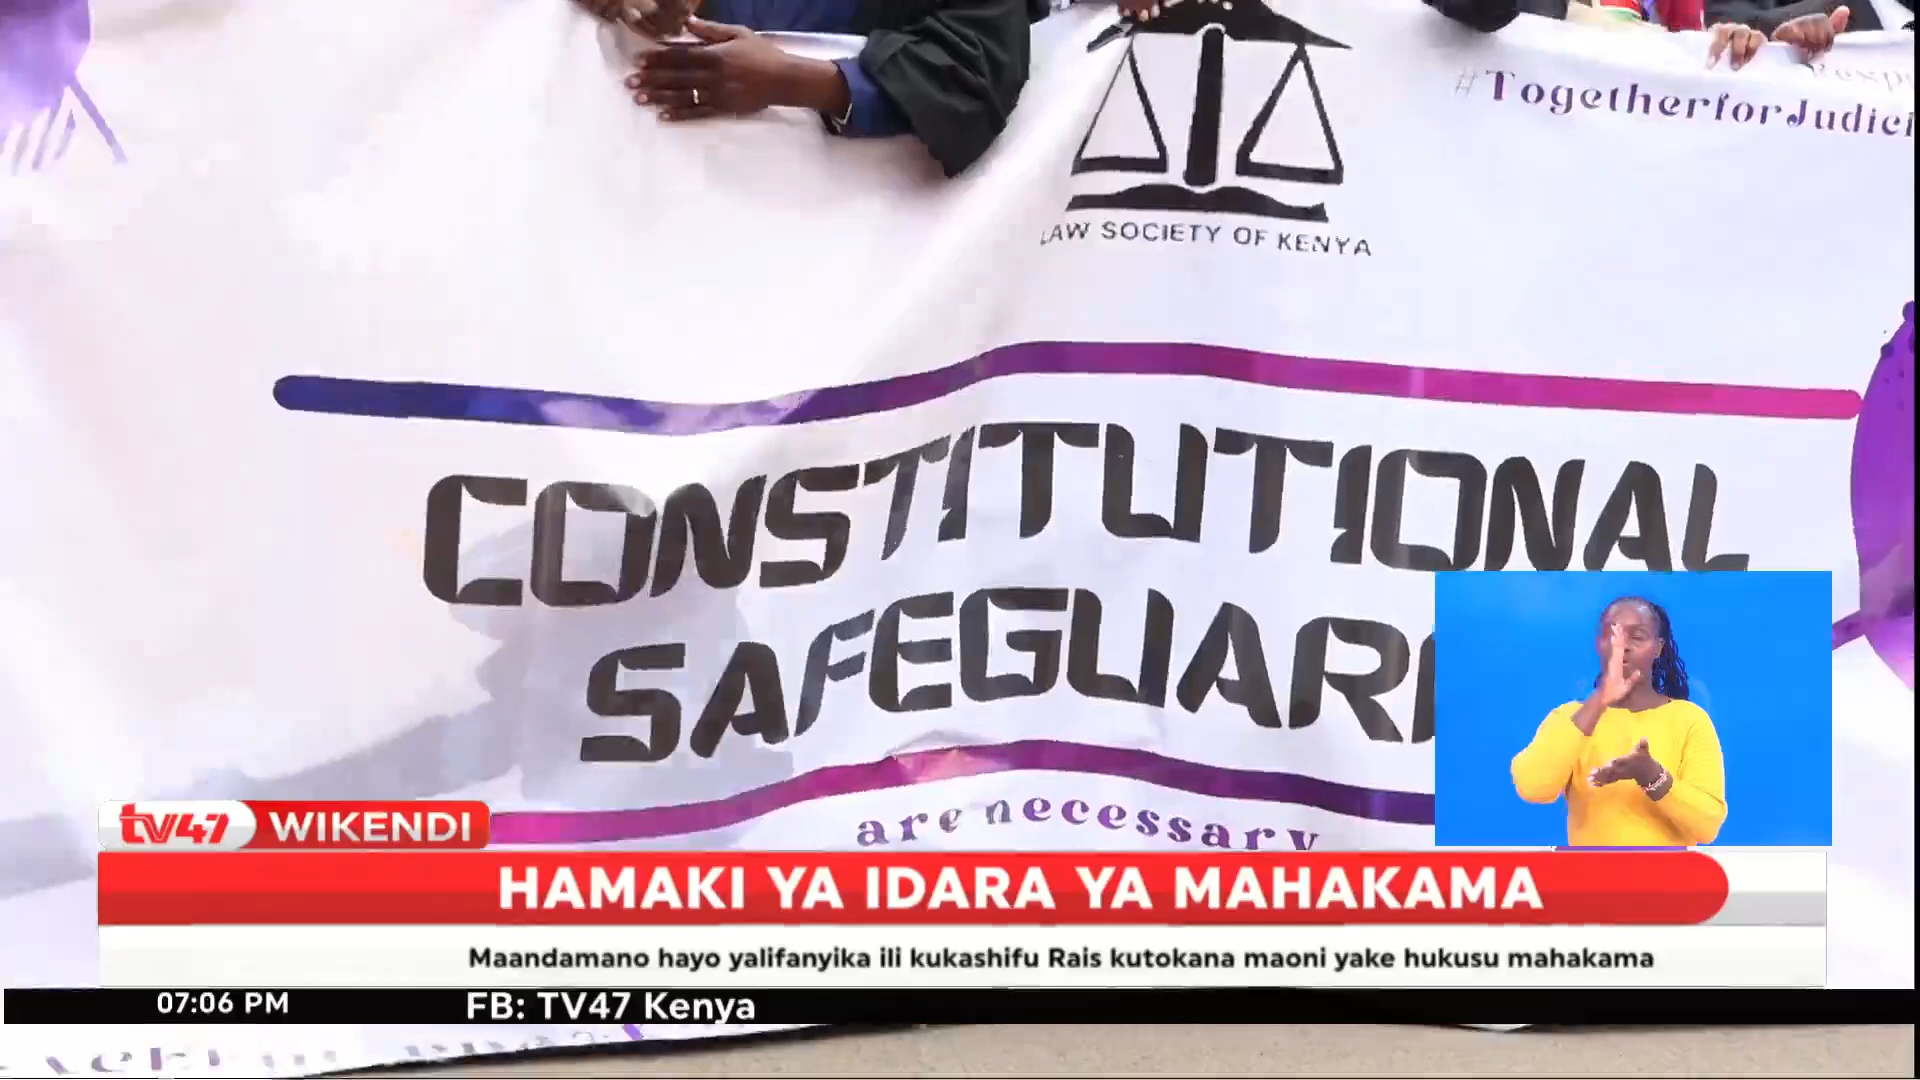 #TogetherforJudici
LAW SOCIETY OF KENYA
CONSTITUTIONAL
SAFEGUAR
are necessary
tv47 WIKENDI
HAMAKI YA IDARA YA MAHAKAMA
Maandamano hayo yalifanyika ili kukashifu Rais kutokana maoni yake hukusu mahakama
07:06 PM FB: TV47 Kenya